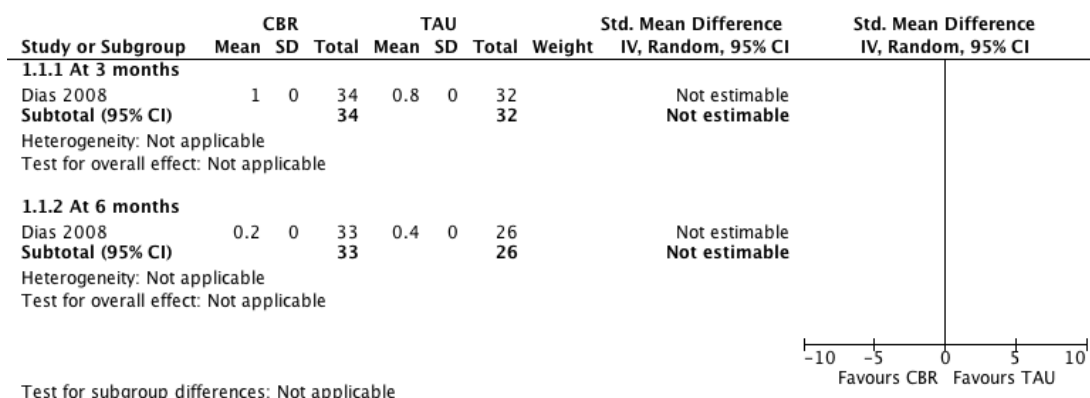 CBR TAU Std. Mean Difference Std. Mean Difference
Study or Subgroup Mean SD Total Mean SD Total Weight IV, Random, 95% CI IV, Random, 95% CI
1.1.1 At 3 months
Dias 2008 1 0 34 0.8 0 32 Not estimable
Subtotal (95% CI) 34 32 Not estimable
Heterogeneity: Not applicable
Test for overall effect: Not applicable
1.1.2 At 6 months
Dias 2008 0.2 0 33 0.4 0 26 Not estimable
Subtotal (95% CI) 33 26 Not estimable
Heterogeneity: Not applicable
Test for overall effect: Not applicable
-10 -5 0 5 10
Favours CBR Favours TAU
Test for subgroup differences: Not applicable